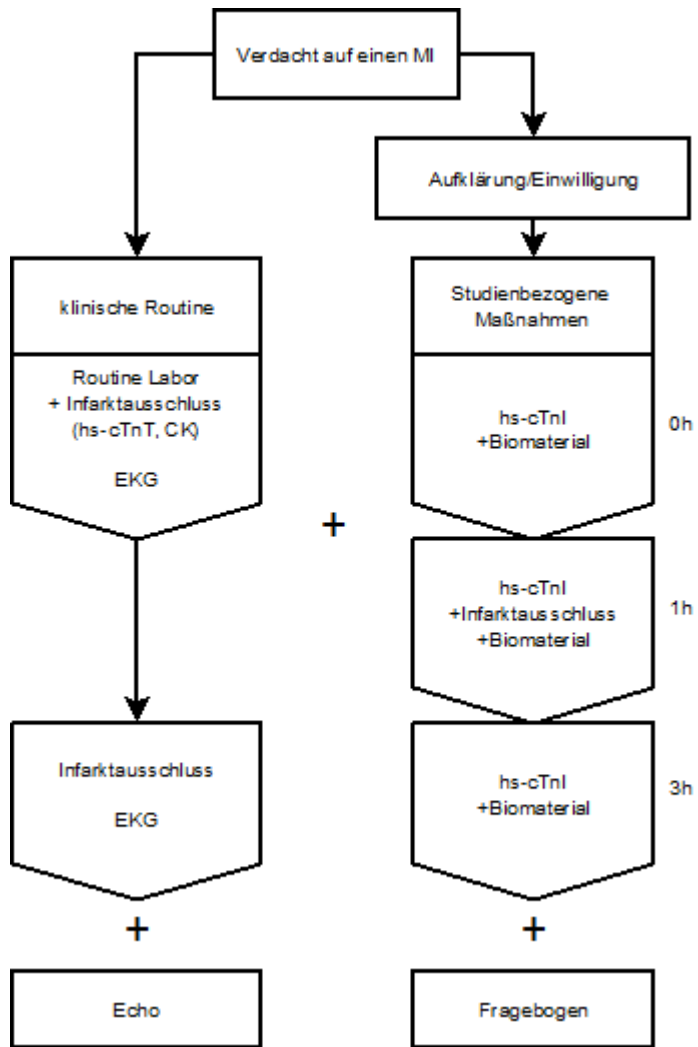 Verdacht auf einen MI
Aufklärung/Einwilligung
klinische Routine
Studienbezogene
Maßnahmen
Routine Labor
+ Infarktausschluss
(hs-cTnT, CK)
EKG
hs-cTnI
+Biomaterial
0h
+
hs-cTnI
+Infarktausschluss
+Biomaterial
1h
Infarktausschluss
EKG
hs-cTnI
+Biomaterial
3h
+
+
Echo
Fragebogen